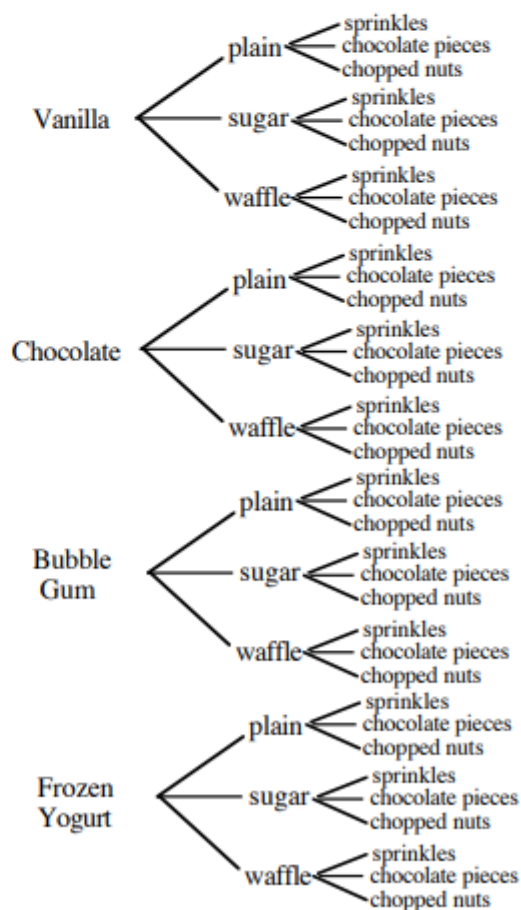 sprinkles
plain
chocolate pieces
chopped nuts
sprinkles
Vanilla
sugar
chocolate pieces
chopped nuts
sprinkles
waffle
chocolate pieces
chopped nuts
sprinkles
plain
chocolate pieces
chopped nuts
sprinkles
Chocolate
sugar
chocolate pieces
chopped nuts
sprinkles
waffle
chocolate pieces
chopped nuts
sprinkles
plain
chocolate pieces
chopped nuts
sprinkles
Bubble
Gum
sugar
chocolate pieces
chopped nuts
sprinkles
waffle
chocolate pieces
chopped nuts
sprinkles
plain
chocolate pieces
chopped nuts
sprinkles
Frozen
Yogurt
sugar
chocolate pieces
chopped nuts
sprinkles
waffle
chocolate pieces
chopped nuts